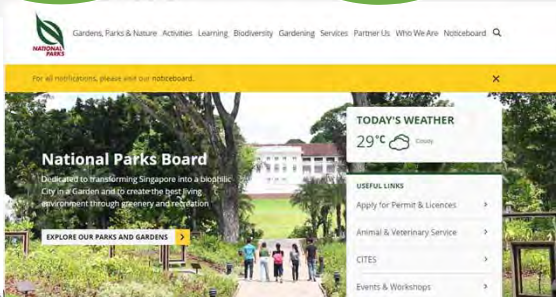 NATIONAL
PARKS
Gardens, Parks & Nature Activities Learning Biodiversity Gardening Services Partner Us Who We Are Noticeboard
For all notifications, please visit our noticeboard.
National Parks Board
Dedicated to transforming Singapore into a biophilic
City in a Garden and to create the best living
environment through greenery and recreation
EXPLORE OUR PARKS AND GARDENS
TODAY'S WEATHER
29°C Cloudy
USEFUL LINKS
Apply for Permit & Licences
Animal & Veterinary Service
CITES
Events & Workshops